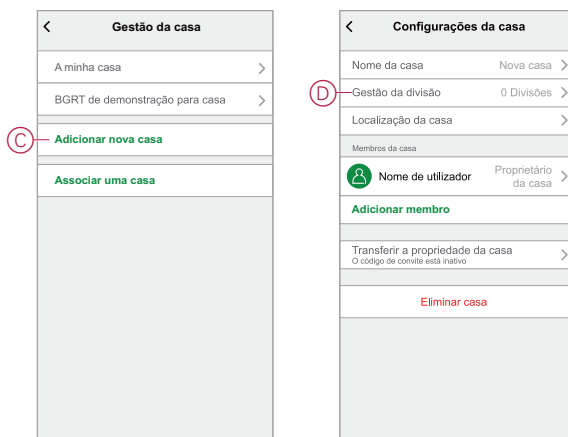 Gestão da casa
A minha casa
BGRT de demonstração para casa
C
Adicionar nova casa
Associar uma casa
Configurações da casa
Nome da casa Nova casa
D
Gestão da divisão 0 Divisões
Localização da casa
Membros da casa
Nome de utilizador Proprietário
da casa
Adicionar membro
Transferir a propriedade da casa
O código de convite está inativo
Eliminar casa